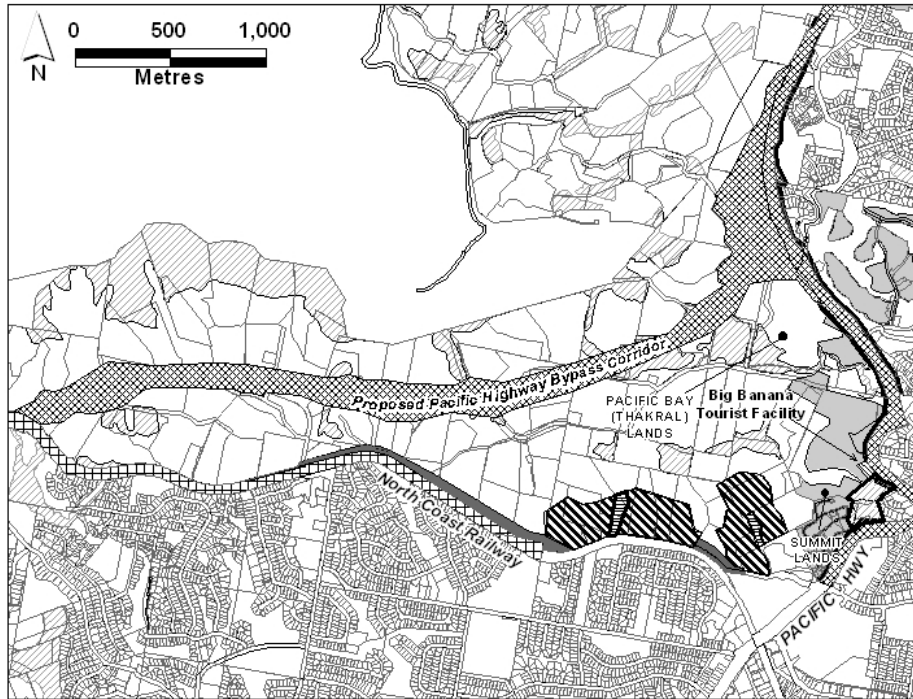 0 500 1,000
Metres
N
Proposed Pacific Highway Bypass Corridor
PACIFIC BAY
(THAKRAL)
LANDS
Big Banana
Tourist Facility
North Coast Railway
SUMMIT
LANDS
PACIFIC HWY